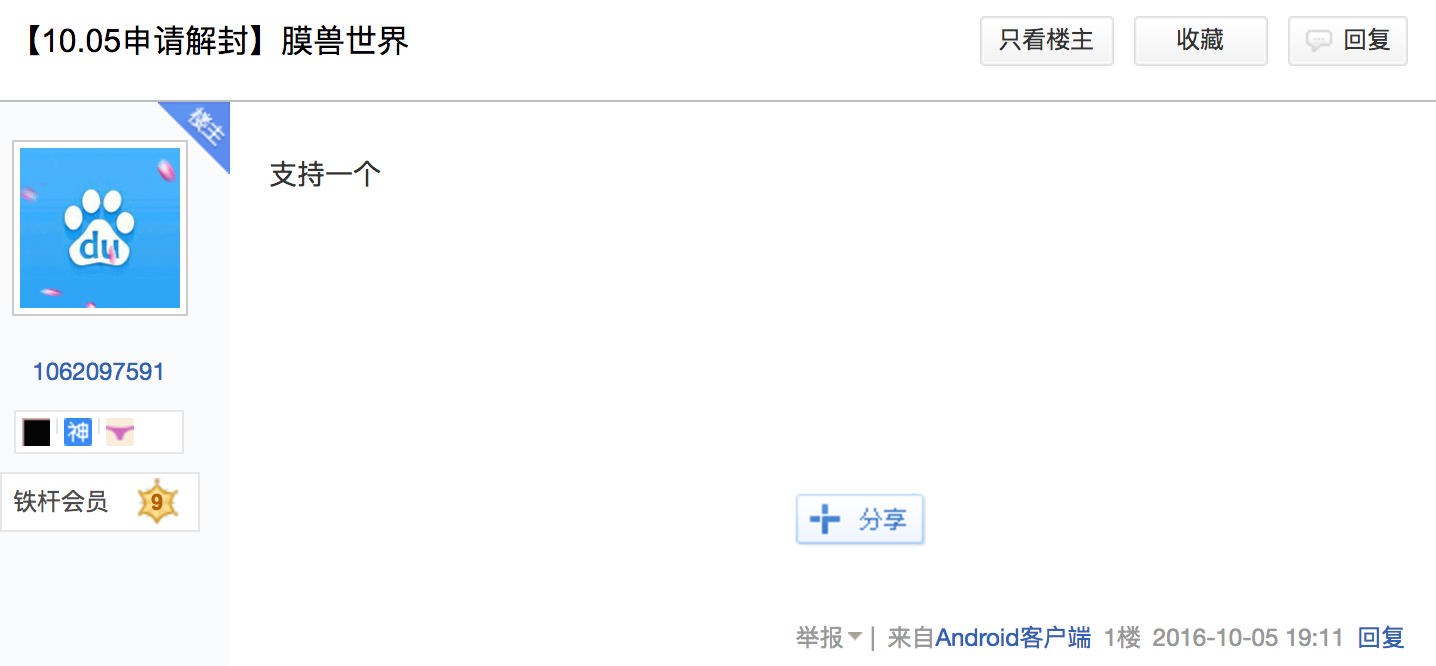 【10.05申请解封】膜兽世界
只看楼主
收藏
回复
楼主
du
支持一个
1062097591
神
铁杆会员 9
分享
举报 | 来自Android客户端 1楼 2016-10-05 19:11 回复